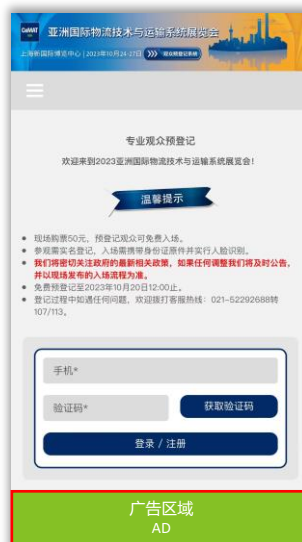 CeMAT
亚洲国际物流技术与运输系统展览会
上海新国际博览中心 | 2023年10月24-27日 》》》 观众预登记系统
专业观众预登记
欢迎来到2023亚洲国际物流技术与运输系统展览会!
温馨提示
现场购票50元，预登记观众可免费入场。
参观需实名登记，入场需携带身份证原件并实行人脸识别。
我们将密切关注政府的最新相关政策，如果任何调整我们将及时公告，
并以现场发布的入场流程为准。
免费预登记至2023年10月20日12:00止。
登记过程中如遇任何问题，欢迎拨打客服热线：021-52292688转
107/113。
手机*
验证码*
获取验证码
登录 / 注册
广告区域
AD